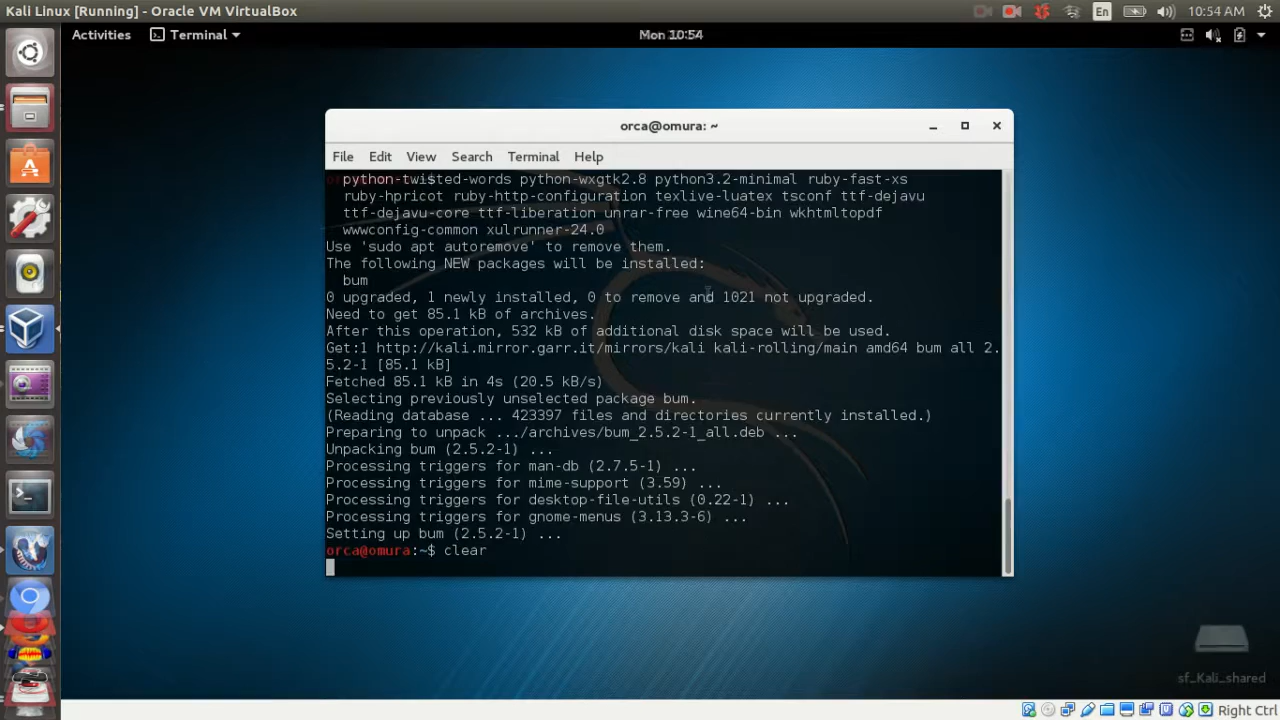 Kali Linux [Running] - Oracle VM VirtualBox
En
10:54 AM
Activities
Terminal
Mon 10:54
orca@omura: ~
File Edit View Search Terminal Help
python-twisted-words python-wxgtk2.8 python3.2-minimal ruby-fast-xs
ruby-hpricot ruby-http-configuration texlive-luatex tsconf ttf-dejavu
ttf-dejavu-core ttf-liberation unrar-free wine64-bin wkhtmltopdf
wwwconfig-common xulrunner-24.0
Use 'sudo apt autoremove' to remove them.
The following NEW packages will be installed:
bum
0 upgraded, 1 newly installed, 0 to remove and 1021 not upgraded.
Need to get 85.1 kB of archives.
After this operation, 532 kB of additional disk space will be used.
Get:1 http://kali.mirror.garr.it/mirrors/kali kali-rolling/main amd64 bum all 2.
5.2-1 [85.1 kB]
Fetched 85.1 kB in 4s (20.5 kB/s)
Selecting previously unselected package bum.
(Reading database ... 423397 files and directories currently installed.)
Preparing to unpack .../archives/bum_2.5.2-1_all.deb ...
Unpacking bum (2.5.2-1) ...
Processing triggers for man-db (2.7.5-1) ...
Processing triggers for mime-support (3.59) ...
Processing triggers for desktop-file-utils (0.22-1) ...
Processing triggers for gnome-menus (3.13.3-6) ...
Setting up bum (2.5.2-1) ...
orca@omura:~$ clear
sf_Kali_shared
Right Ctrl